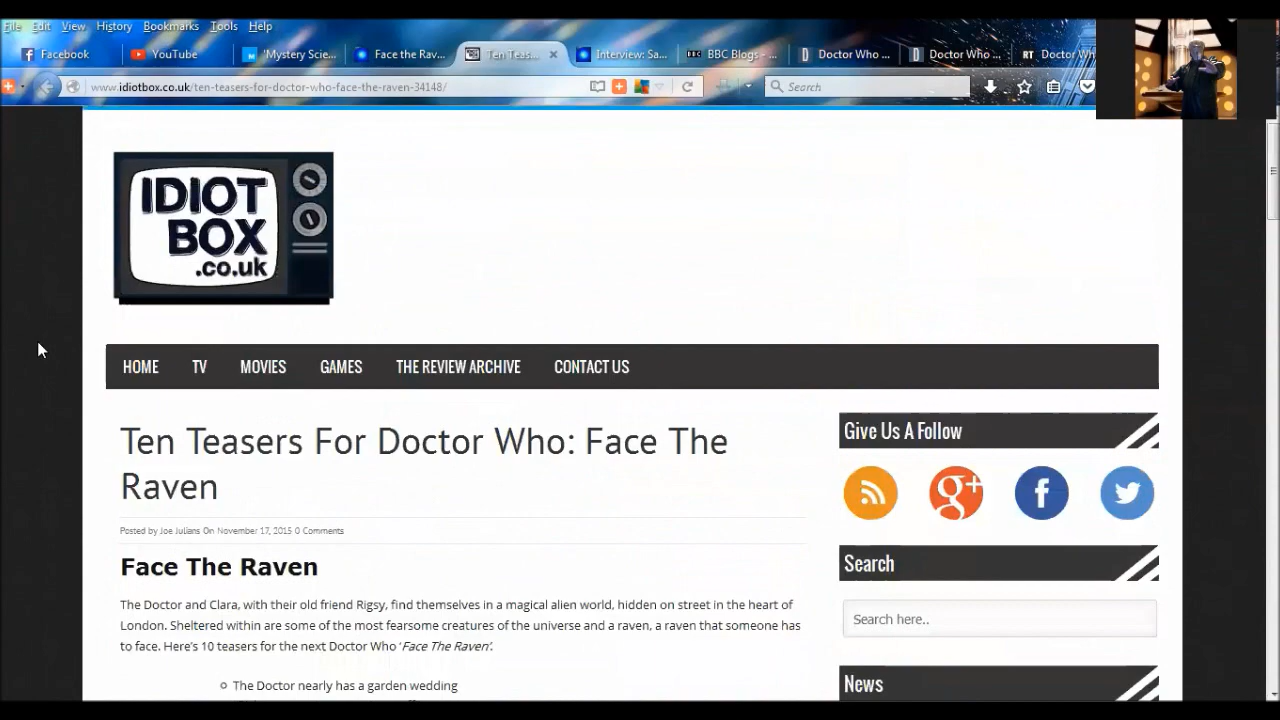 File Edit View History Bookmarks Tools Help
Facebook YouTube 'Mystery Scie... Face the Rav... Ten Teas... Interview: Sa... BBC Blogs - ... Doctor Who ... Doctor Who ... RT Doctor Wh
www.idiotbox.co.uk/ten-teasers-for-doctor-who-face-the-raven-34148/ Search
IDIOT
BOX
.co.uk
HOME TV MOVIES GAMES THE REVIEW ARCHIVE CONTACT US
Ten Teasers For Doctor Who: Face The
Raven
Posted by Joe Julians On November 17, 2015 0 Comments
Face The Raven
The Doctor and Clara, with their old friend Rigsy, find themselves in a magical alien world, hidden on street in the heart of
London. Sheltered within are some of the most fearsome creatures of the universe and a raven, a raven that someone has
to face. Here's 10 teasers for the next Doctor Who 'Face The Raven'.
The Doctor nearly has a garden wedding
Give Us A Follow
Search
Search here..
News